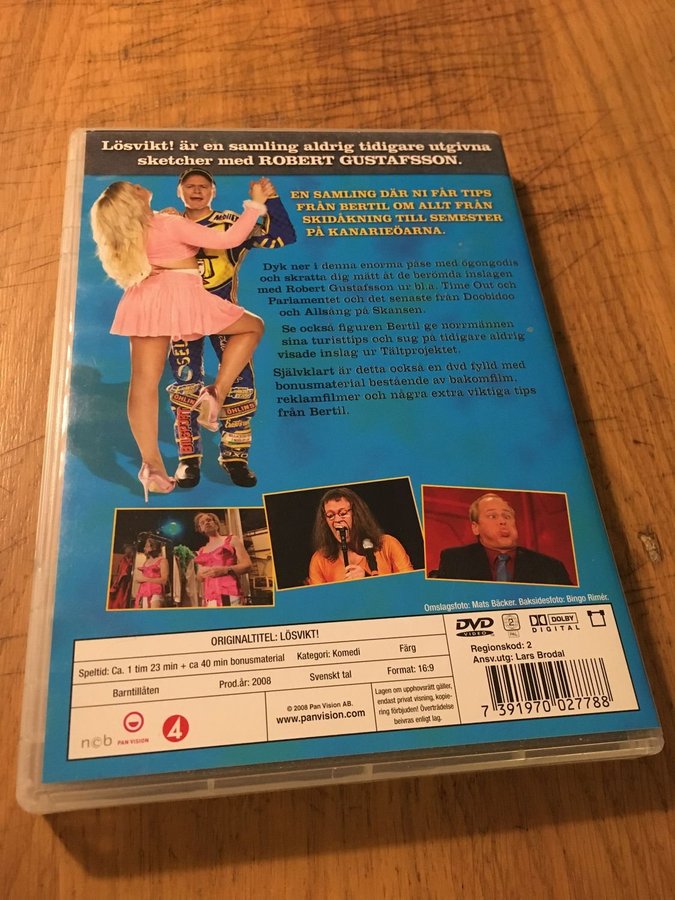 Lösvikt! är en samling aldrig tidigare utgivna
sketcher med ROBERT GUSTAFSSON.
EN SAMLING DÄR NI FÅR TIPS
FRÅN BERTIL OM ALLT FRÅN
SKIDÅKNING TILL SEMESTER
PÅ KANARIEÖARNA.
Dyk ner i denna enorma påse med ögongodis
och skratta dig mätt åt de berömda inslagen
med Robert Gustafsson ur bl.a. Time Out och
Parlamentet och det senaste från Doobidoo
och Allsång på Skansen.
Se också figuren Bertil ge norrmännen
sina turisttips och sug på tidigare aldrig
visade inslag ur Tältprojektet.
Självklart är detta också en dvd fylld med
bonusmaterial bestående av bakomfilm,
reklamfilmer och några extra viktiga tips
från Bertil.
ÖHLINS
Omslagsfoto: Mats Bäcker. Baksidesfoto: Bingo Rimér.
ORIGINALTITEL: LÖSVIKT!
Speltid: Ca. 1 tim 23 min + ca 40 min bonusmaterial
Kategori: Komedi
Färg
Barntillåten
Prod.år: 2008
Svenskt tal
Format: 16:9
ncb
PAN VISION
4
© 2008 Pan Vision AB.
www.panvision.com
Lagen om upphovsrätt gäller,
endast privat visning, kopie-
ring förbjuden! Överträdelse
beivras enligt lag.
DVD
VIDEO
2
PAL
DOLBY
DIGITAL
Regionskod: 2
Ansv.utg: Lars Brodal
7 391970 027788